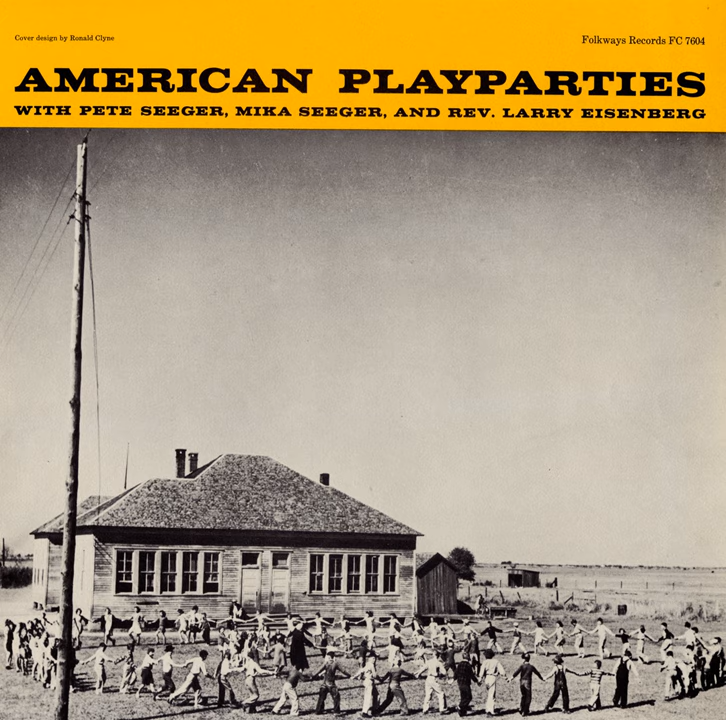 Cover design by Ronald Clyne
Folkways Records FC 7604
AMERICAN PLAYPARTIES
WITH PETE SEEGER, MIKA SEEGER, AND REV. LARRY EISENBERG